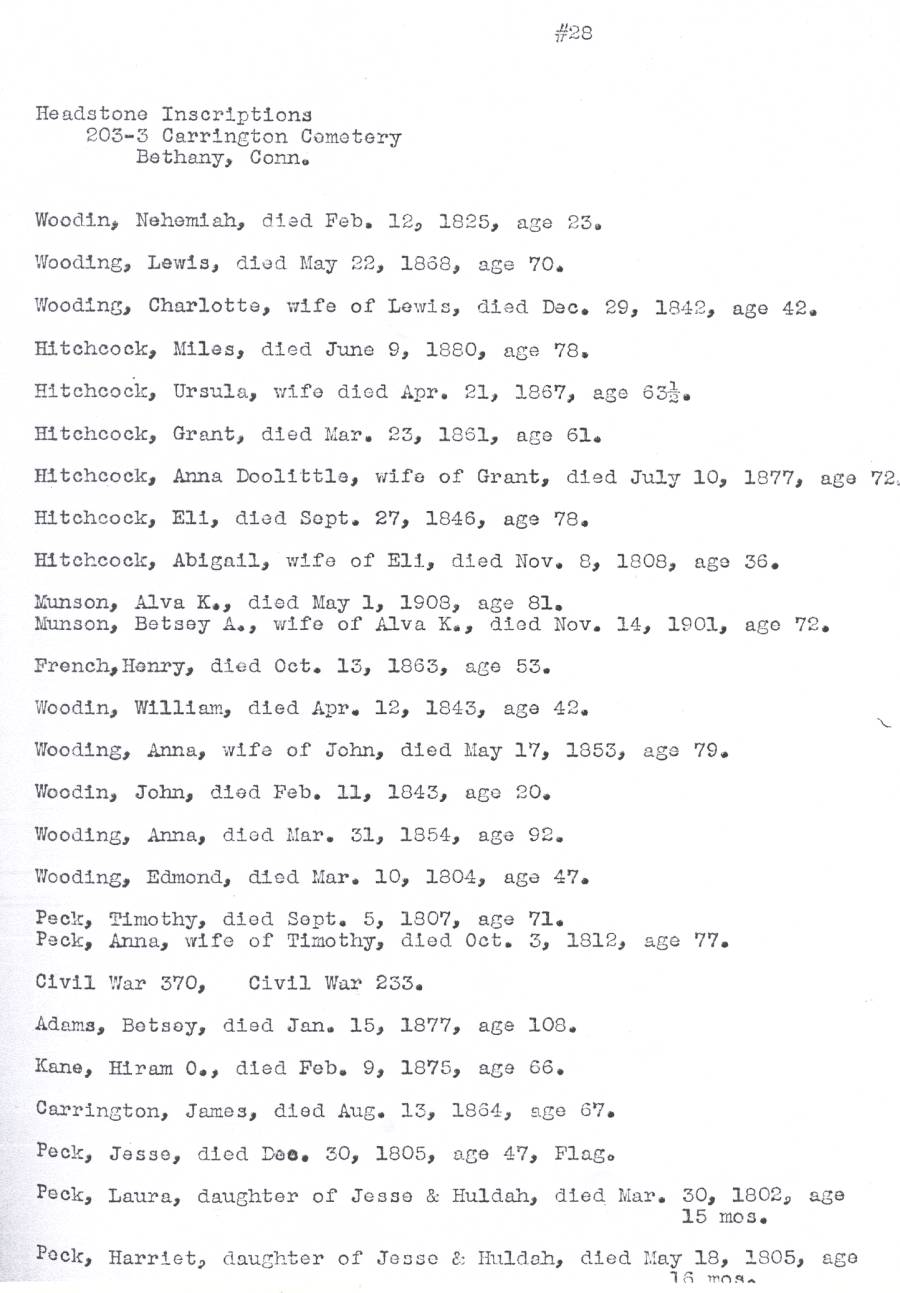 #28
Headstone Inscriptions
203-3 Carrington Cemetery
Bethany, Conn.
Woodin, Nehemiah, died Feb. 12, 1825, age 23.
Wooding, Lewis, died May 22, 1868, age 70.
Wooding, Charlotte, wife of Lewis, died Dec. 29, 1842, age 42.
Hitchcock, Miles, died June 9, 1880, age 78.
Hitchcock, Ursula, wife died Apr. 21, 1867, age 63½.
Hitchcock, Grant, died Mar. 23, 1861, age 61.
Hitchcock, Anna Doolittle, wife of Grant, died July 10, 1877, age 72.
Hitchcock, Eli, died Sept. 27, 1846, age 78.
Hitchcock, Abigail, wife of Eli, died Nov. 8, 1808, age 36.
Munson, Alva K., died May 1, 1908, age 81.
Munson, Betsey A., wife of Alva K., died Nov. 14, 1901, age 72.
French,Henry, died Oct. 13, 1863, age 53.
Woodin, William, died Apr. 12, 1843, age 42.
Wooding, Anna, wife of John, died May 17, 1853, age 79.
Woodin, John, died Feb. 11, 1843, age 20.
Wooding, Anna, died Mar. 31, 1854, age 92.
Wooding, Edmond, died Mar. 10, 1804, age 47.
Peck, Timothy, died Sept. 5, 1807, age 71.
Peck, Anna, wife of Timothy, died Oct. 3, 1812, age 77.
Civil War 370, Civil War 233.
Adams, Betsey, died Jan. 15, 1877, age 108.
Kane, Hiram O., died Feb. 9, 1875, age 66.
Carrington, James, died Aug. 13, 1864, age 67.
Peck, Jesse, died Dec. 30, 1805, age 47, Flag.
Peck, Laura, daughter of Jesse & Huldah, died Mar. 30, 1802, age
15 mos.
Peck, Harriet, daughter of Jesse & Huldah, died May 18, 1805, age
16 mos.